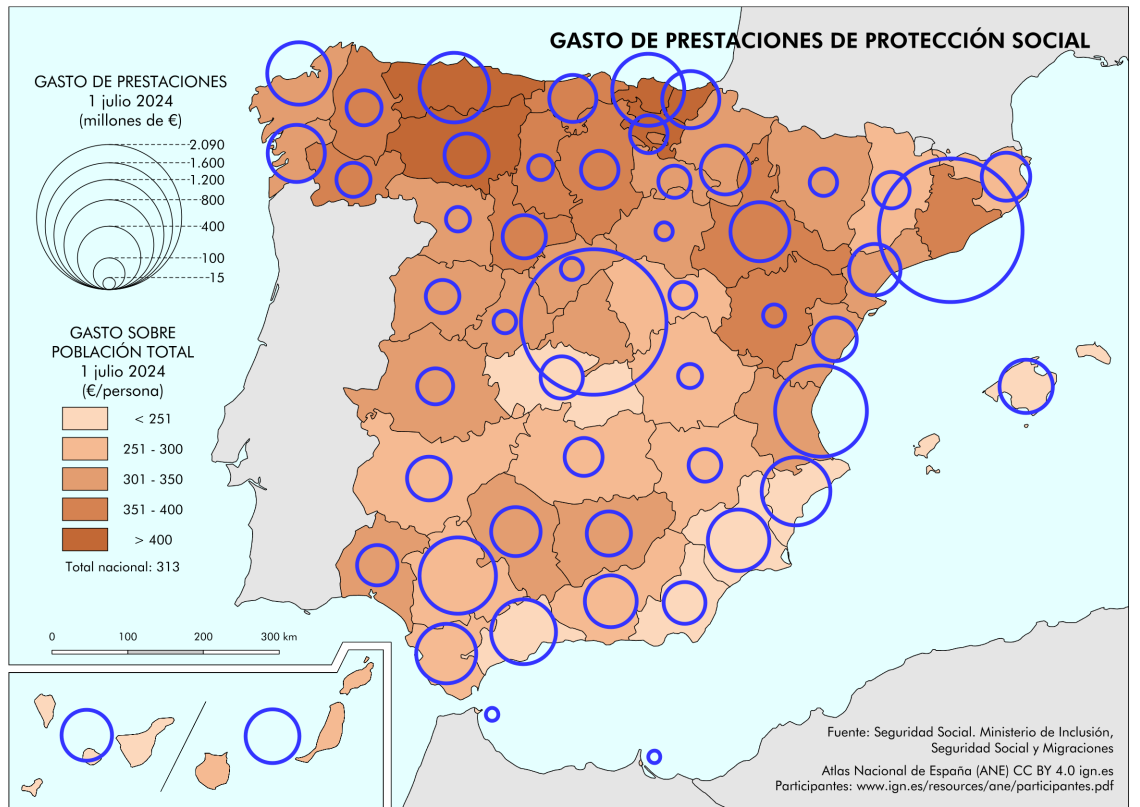 GASTO DE PRESTACIONES DE PROTECCIÓN SOCIAL
GASTO DE PRESTACIONES
1 julio 2024
(millones de €)
2.090
1.600
1.200
800
400
100
15
GASTO SOBRE
POBLACIÓN TOTAL
1 julio 2024
(€/persona)
< 251
251 - 300
301 - 350
351 - 400
> 400
Total nacional: 313
0 100 200 300 km
Fuente: Seguridad Social. Ministerio de Inclusión,
Seguridad Social y Migraciones
Atlas Nacional de España (ANE) CC BY 4.0 ign.es
Participantes: www.ign.es/resources/ane/participantes.pdf